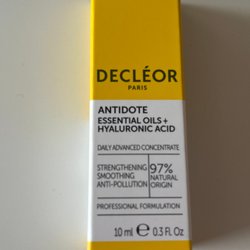 DECLÉOR
PARIS
ANTIDOTE
ESSENTIAL OILS +
HYALURONIC ACID
DAILY ADVANCED CONCENTRATE
STRENGTHENING
SMOOTHING
ANTI-POLLUTION
97%
NATURAL
ORIGIN
PROFESSIONAL FORMULATION
10 ml ℮ 0.3 Fl. Oz